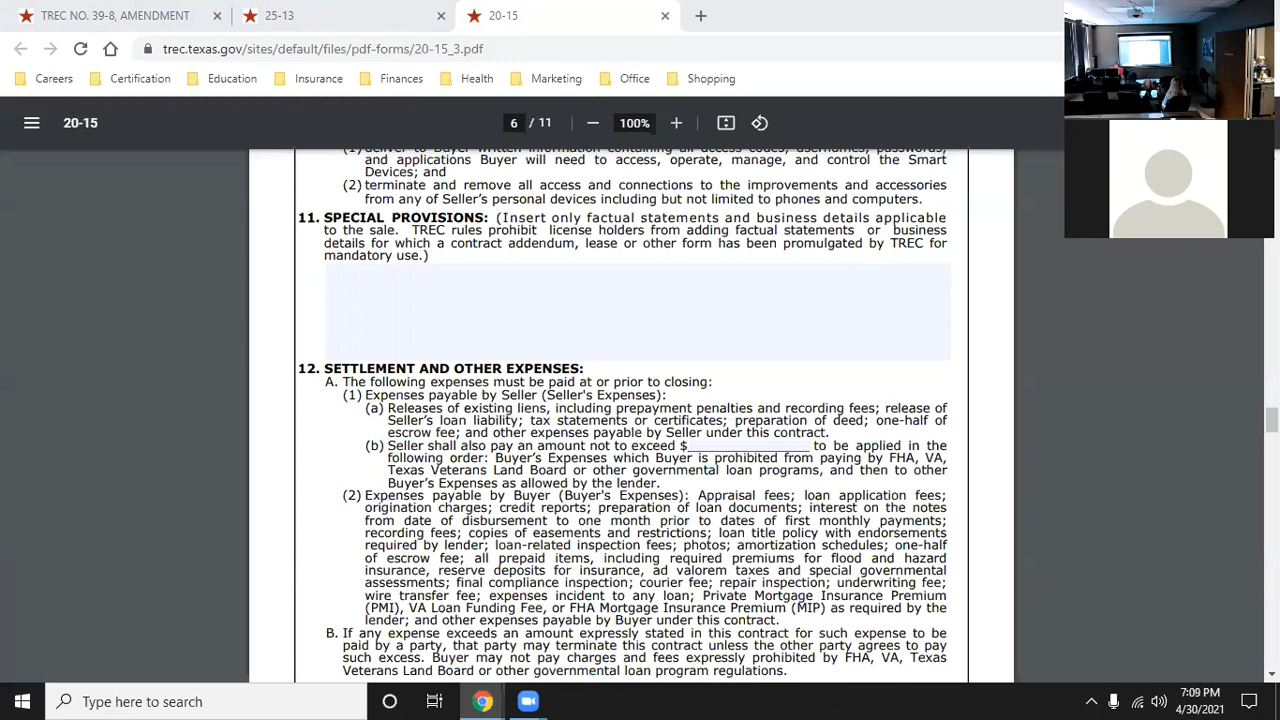 TREC NO. 39-8, AMENDMENT
25-13
20-15
trec.texas.gov/sites/default/files/pdf-forms/20-15_3.pdf
Careers
Certification
Education
Insurance
Finances
Health
Marketing
Office
Shopping
20-15
6 / 11
100%
(1) deliver to Buyer written information containing all access codes, usernames, passwords,
and applications Buyer will need to access, operate, manage, and control the Smart
Devices; and
(2) terminate and remove all access and connections to the improvements and accessories
from any of Seller's personal devices including but not limited to phones and computers.
11. SPECIAL PROVISIONS: (Insert only factual statements and business details applicable
to the sale. TREC rules prohibit license holders from adding factual statements or business
details for which a contract addendum, lease or other form has been promulgated by TREC for
mandatory use.)
12. SETTLEMENT AND OTHER EXPENSES:
A. The following expenses must be paid at or prior to closing:
(1) Expenses payable by Seller (Seller's Expenses):
(a) Releases of existing liens, including prepayment penalties and recording fees; release of
Seller's loan liability; tax statements or certificates; preparation of deed; one-half of
escrow fee; and other expenses payable by Seller under this contract.
(b) Seller shall also pay an amount not to exceed $____________ to be applied in the
following order: Buyer's Expenses which Buyer is prohibited from paying by FHA, VA,
Texas Veterans Land Board or other governmental loan programs, and then to other
Buyer's Expenses as allowed by the lender.
(2) Expenses payable by Buyer (Buyer's Expenses): Appraisal fees; loan application fees;
origination charges; credit reports; preparation of loan documents; interest on the notes
from date of disbursement to one month prior to dates of first monthly payments;
recording fees; copies of easements and restrictions; loan title policy with endorsements
required by lender; loan-related inspection fees; photos; amortization schedules; one-half
of escrow fee; all prepaid items, including required premiums for flood and hazard
insurance, reserve deposits for insurance, ad valorem taxes and special governmental
assessments; final compliance inspection; courier fee; repair inspection; underwriting fee;
wire transfer fee; expenses incident to any loan; Private Mortgage Insurance Premium
(PMI), VA Loan Funding Fee, or FHA Mortgage Insurance Premium (MIP) as required by the
lender; and other expenses payable by Buyer under this contract.
B. If any expense exceeds an amount expressly stated in this contract for such expense to be
paid by a party, that party may terminate this contract unless the other party agrees to pay
such excess. Buyer may not pay charges and fees expressly prohibited by FHA, VA, Texas
Veterans Land Board or other governmental loan program regulations.
Type here to search
7:09 PM
4/30/2021